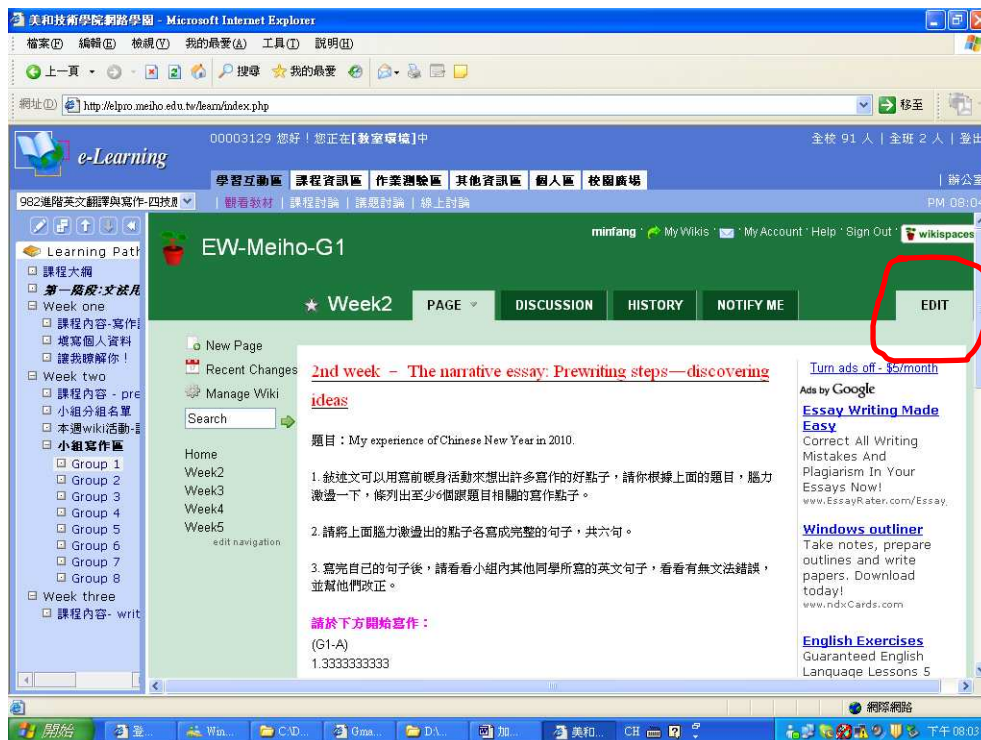 美和技術學院網路學園 - Microsoft Internet Explorer
檔案(F) 編輯(E) 檢視(V) 我的最愛(A) 工具(T) 說明(H)
上一頁 搜尋 我的最愛
網址(D) http://elpro.meiho.edu.tw/learn/index.php 移至
e-Learning
00003129 您好！您正在[教室環境]中 全校 91 人 | 全班 2 人 | 登出
學習互動區 課程資訊區 作業測驗區 其他資訊區 個人區 校園廣場 | 辦公室
982進階英文翻譯與寫作-四技 | 觀看教材 | 課程討論 | 議題討論 | 線上討論 PM 08:04
Learning Path
課程大綱
第一階段:文法
Week one
課程內容-寫作
填寫個人資料
讓我瞭解你！
Week two
課程內容 - pre
小組分組名單
本週wiki活動-
小組寫作區
Group 1
Group 2
Group 3
Group 4
Group 5
Group 6
Group 7
Group 8
Week three
課程內容- writ
EW-Meiho-G1
minfang · My Wikis · · My Account · Help · Sign Out · wikispaces
★ Week2 PAGE DISCUSSION HISTORY NOTIFY ME EDIT
New Page
Recent Changes
Manage Wiki
Search
Home
Week2
Week3
Week4
Week5
edit navigation
2nd week – The narrative essay: Prewriting steps—discovering
ideas
題目：My experience of Chinese New Year in 2010.
1. 敘述文可以用寫前暖身活動來想出許多寫作的好點子，請你根據上面的題目，腦力
激盪一下，條列出至少6個跟題目相關的寫作點子。
2. 請將上面腦力激盪出的點子各寫成完整的句子，共六句。
3. 寫完自己的句子後，請看看小組內其他同學所寫的英文句子，看看有無文法錯誤，
並幫他們改正。
請於下方開始寫作：
(G1-A)
1.3333333333
Turn ads off - $5/month
Ads by Google
Essay Writing Made
Easy
Correct All Writing
Mistakes And
Plagiarism In Your
Essays Now!
www.EssayRater.com/Essay
Windows outliner
Take notes, prepare
outlines and write
papers. Download
today!
www.ndxCards.com
English Exercises
Guaranteed English
Language Lessons 5
網際網路
開始 登... Win... C:\D... Gma... D:\... 加... 美和... CH 下午 08:03